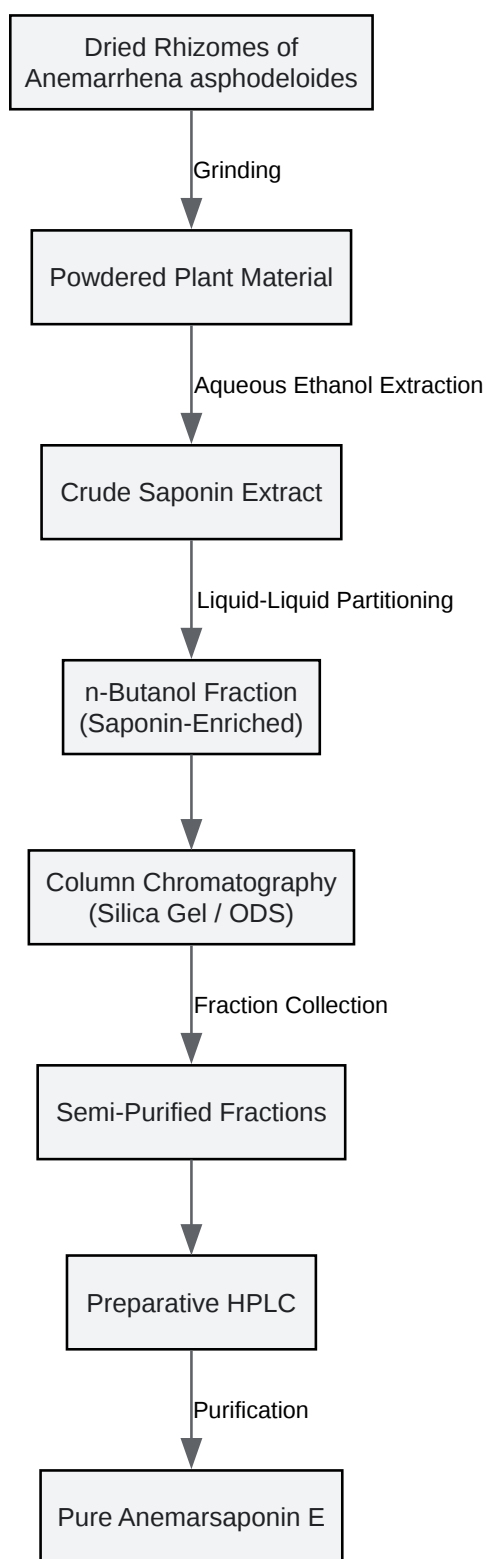 Dried Rhizomes of
Anemarrhena asphodeloides
Grinding
Powdered Plant Material
Aqueous Ethanol Extraction
Crude Saponin Extract
Liquid-Liquid Partitioning
n-Butanol Fraction
(Saponin-Enriched)
Column Chromatography
(Silica Gel / ODS)
Fraction Collection
Semi-Purified Fractions
Preparative HPLC
Purification
Pure Anemarsaponin E